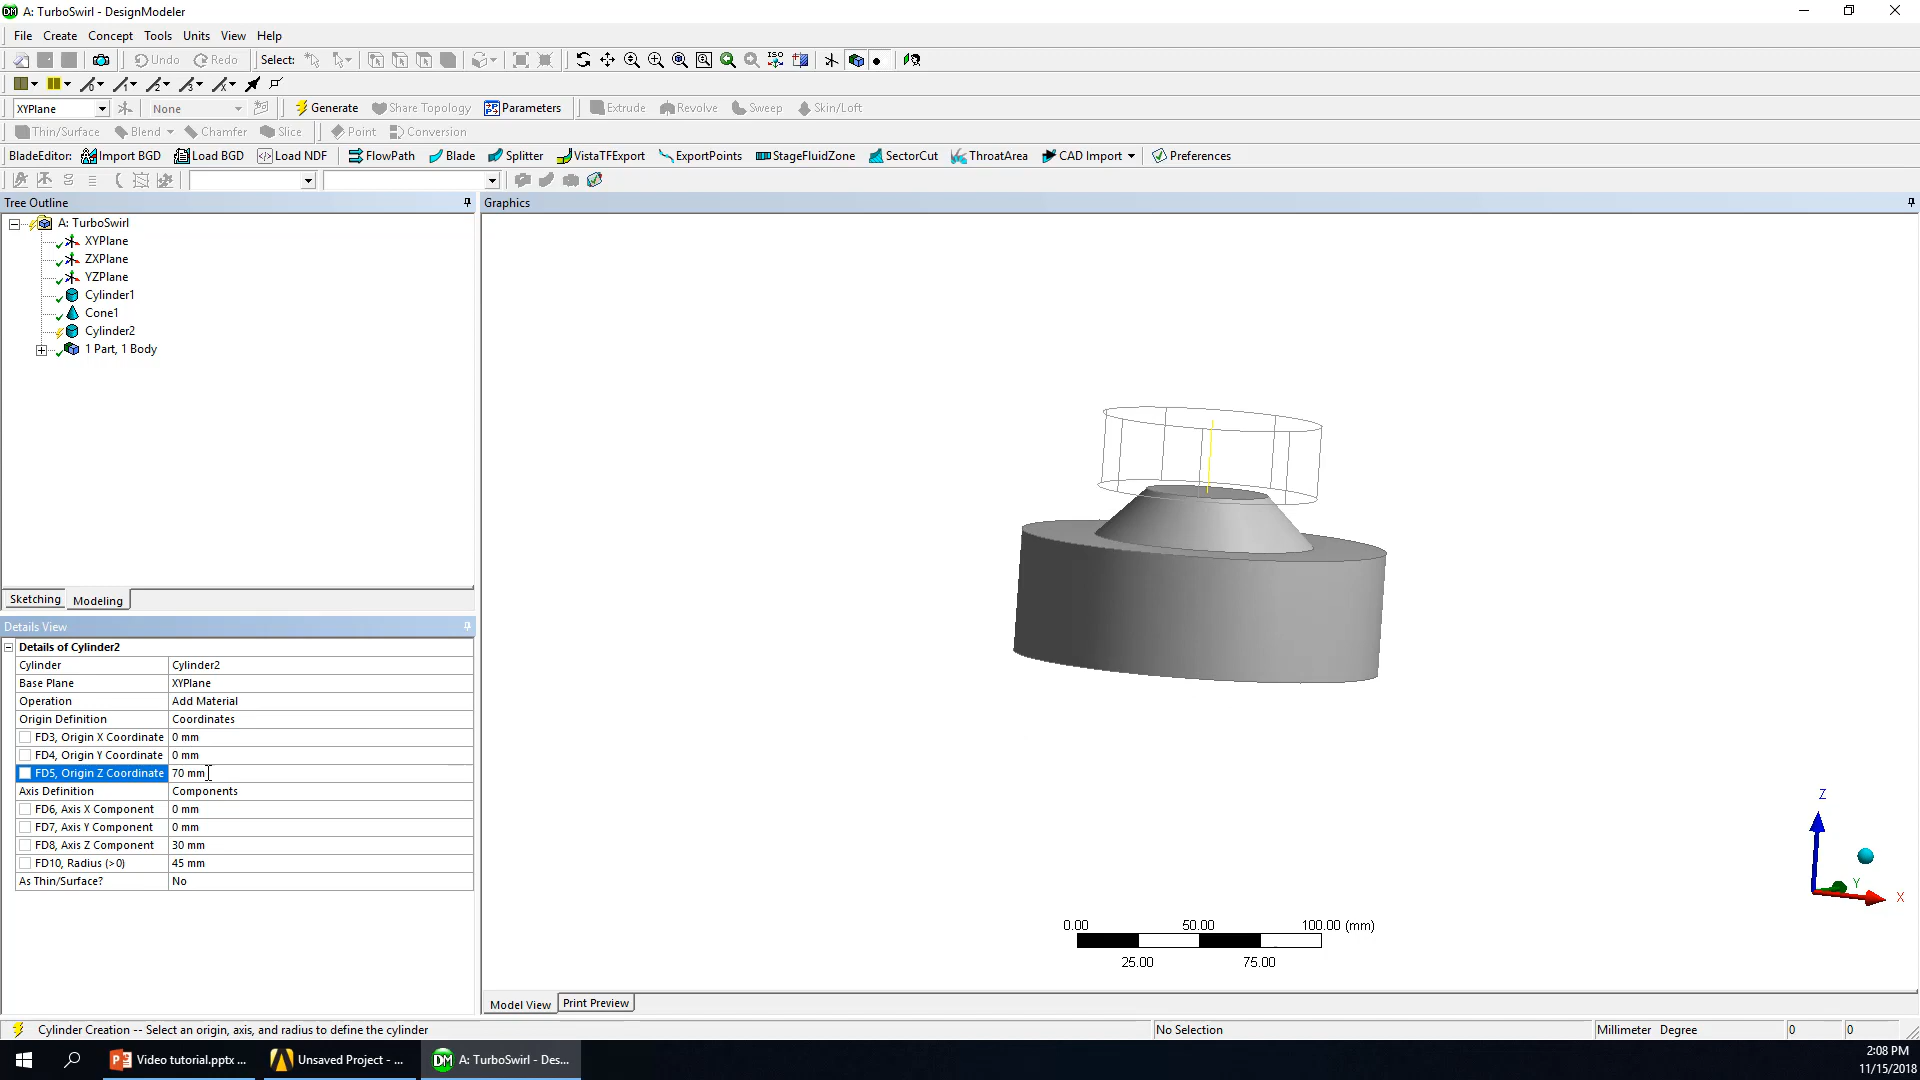 A: TurboSwirl - DesignModeler
File Create Concept Tools Units View Help
Undo Redo Select: ISO
0 1 2 3 x
XYPlane None Generate Share Topology Parameters Extrude Revolve Sweep Skin/Loft
Thin/Surface Blend Chamfer Slice Point Conversion
BladeEditor: Import BGD Load BGD Load NDF FlowPath Blade Splitter VistaTFExport ExportPoints StageFluidZone SectorCut ThroatArea CAD Import Preferences
Tree Outline
A: TurboSwirl
XYPlane
ZXPlane
YZPlane
Cylinder1
Cone1
Cylinder2
1 Part, 1 Body
Sketching Modeling
Details View
Details of Cylinder2
Cylinder Cylinder2
Base Plane XYPlane
Operation Add Material
Origin Definition Coordinates
FD3, Origin X Coordinate 0 mm
FD4, Origin Y Coordinate 0 mm
FD5, Origin Z Coordinate 70 mm
Axis Definition Components
FD6, Axis X Component 0 mm
FD7, Axis Y Component 0 mm
FD8, Axis Z Component 30 mm
FD10, Radius (>0) 45 mm
As Thin/Surface? No
Graphics
Z
Y
X
0.00 50.00 100.00 (mm)
25.00 75.00
Model View Print Preview
Cylinder Creation -- Select an origin, axis, and radius to define the cylinder No Selection Millimeter Degree 0 0
Video tutorial.pptx ... Unsaved Project - ... A: TurboSwirl - Des...
2:08 PM
11/15/2018